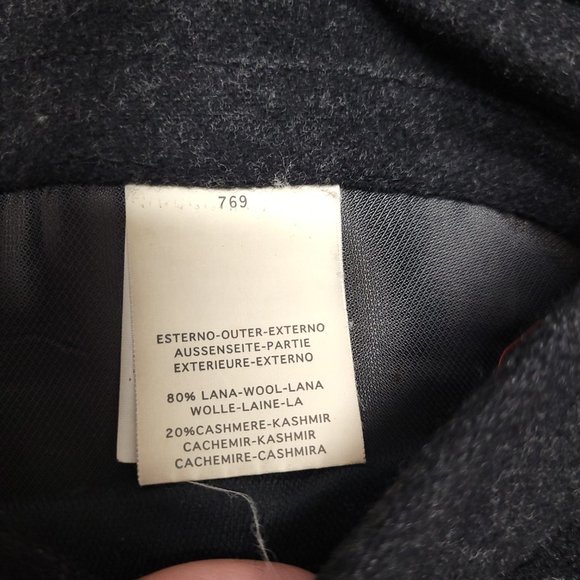 769
ESTERNO-OUTER-EXTERNO
AUSSENSEITE-PARTIE
EXTERIEURE-EXTERNO
80% LANA-WOOL-LANA
WOLLE-LAINE-LA
20%CASHMERE-KASHMIR
CACHEMIR-KASHMIR
CACHEMIRE-CASHMIRA